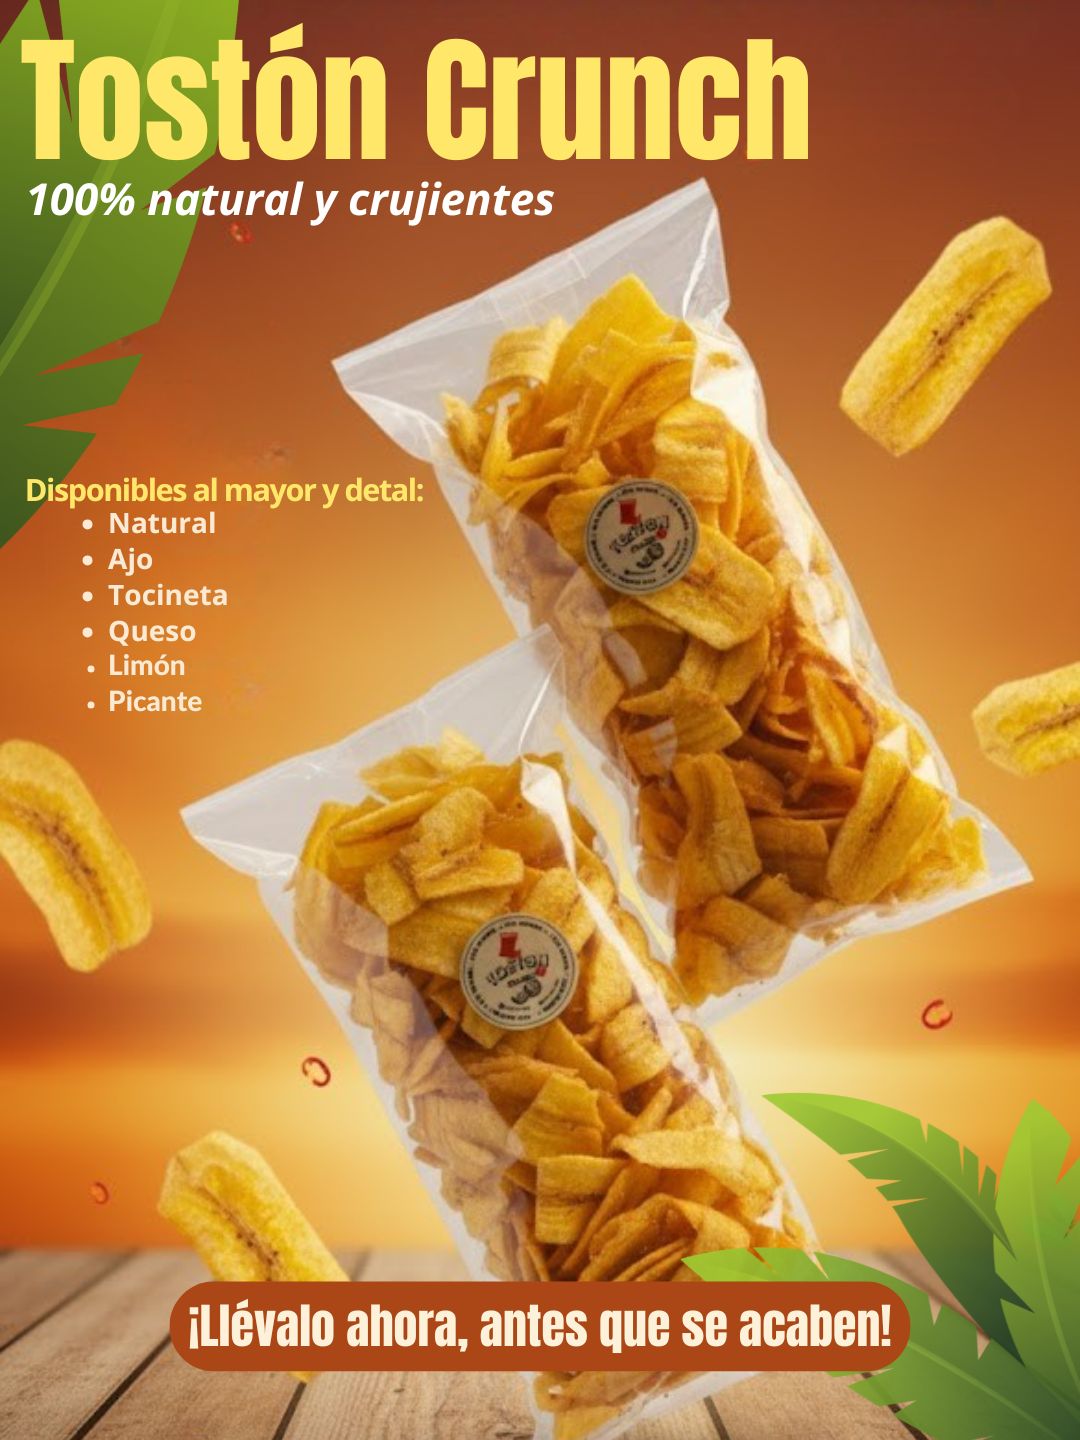 Tostón Crunch
100% natural y crujientes
Disponibles al mayor y detal:
• Natural
• Ajo
• Tocineta
• Queso
• Limón
• Picante
Tostón
¡Llévalo ahora, antes que se acaben!